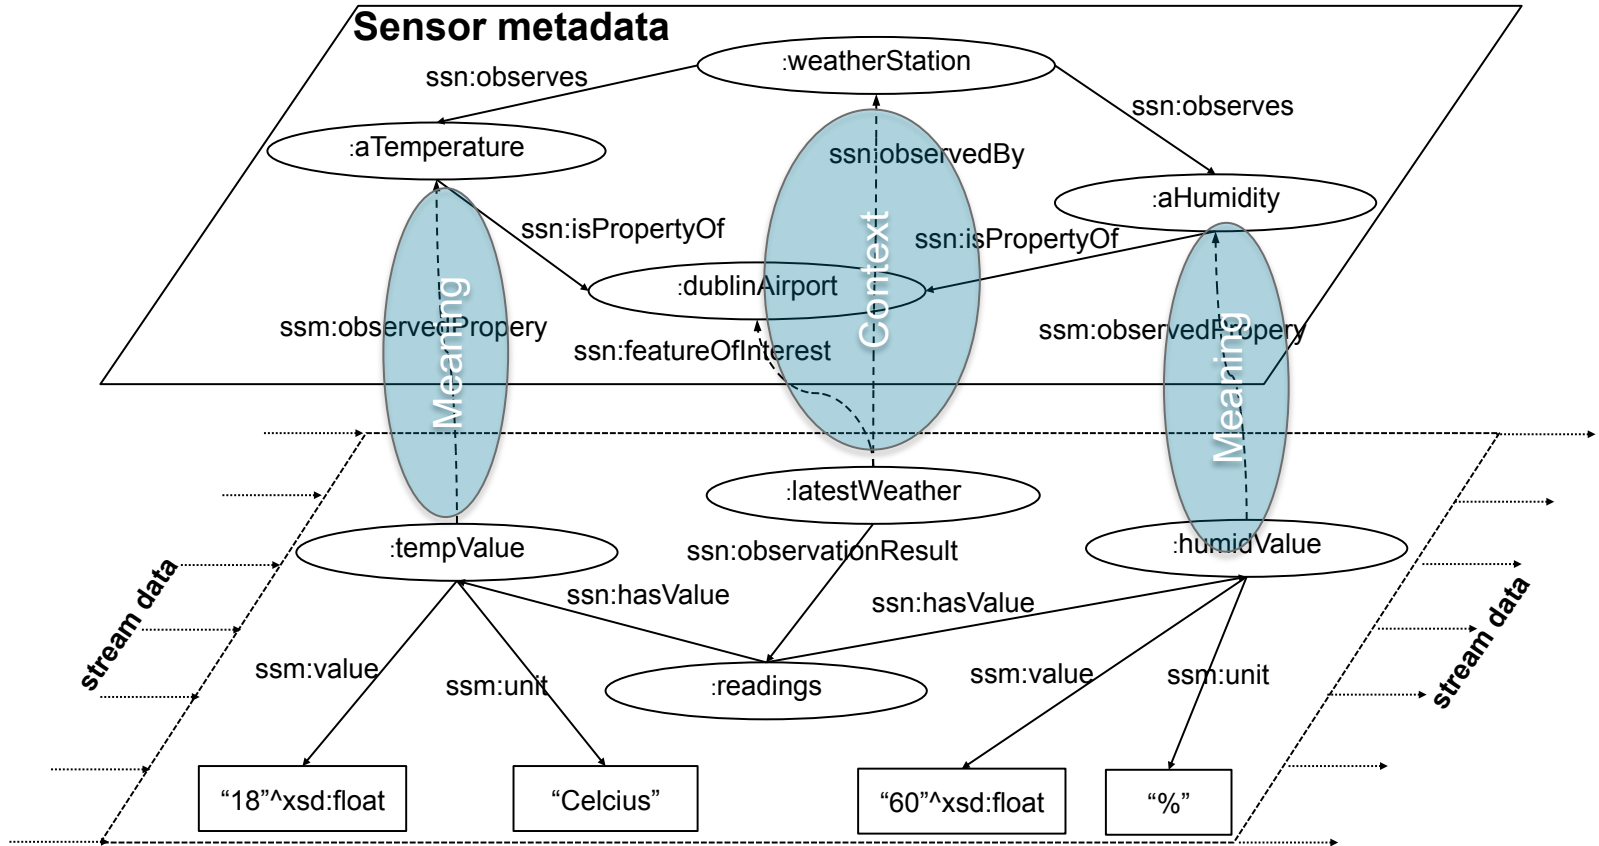 Sensor metadata
:weatherStation
ssn:observes
ssn:observes
:aTemperature
ssn:observedBy
:aHumidity
ssn:isPropertyOf
ssn:isPropertyOf
Context
:dublinAirport
Meaning
ssm:observedPropery
ssn:featureOfInterest
ssm:observedPropery
Meaning
:latestWeather
:tempValue
ssn:observationResult
:humidValue
stream data
ssn:hasValue
ssn:hasValue
stream data
ssm:value
ssm:unit
:readings
ssm:value
ssm:unit
“18”^xsd:float
“Celcius”
“60”^xsd:float
“%”